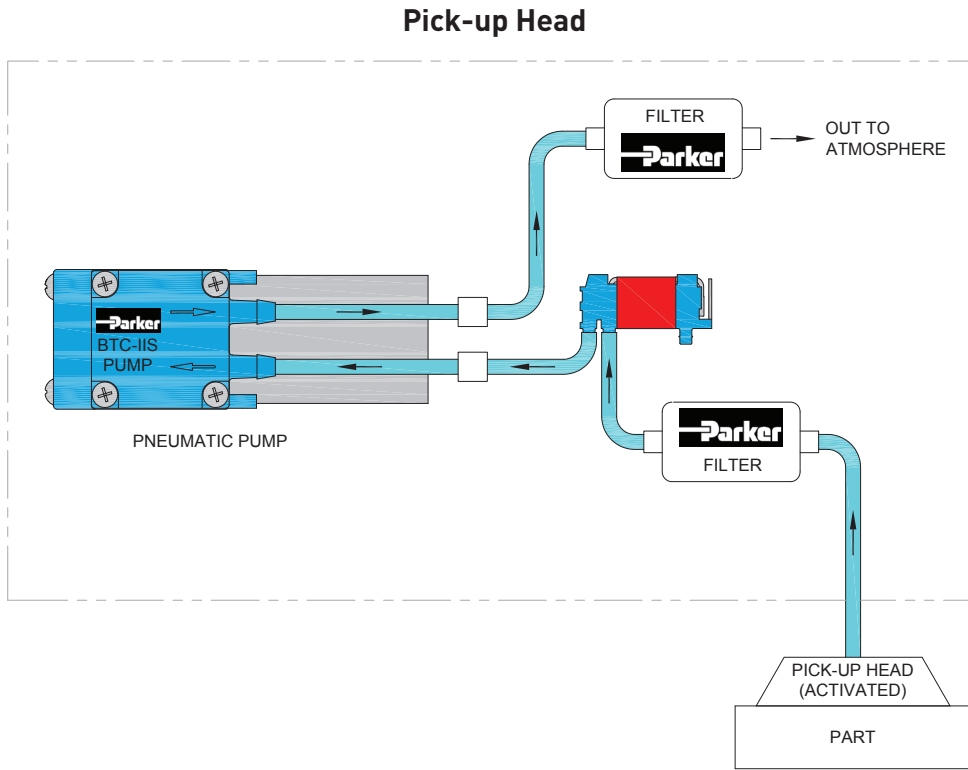 Pick-up Head
FILTER
Parker
OUT TO
ATMOSPHERE
Parker
BTC-IIS
PUMP
PNEUMATIC PUMP
Parker
FILTER
PICK-UP HEAD
(ACTIVATED)
PART